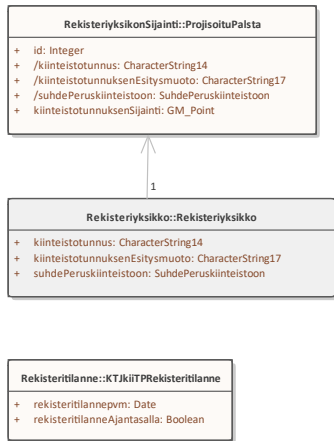 RekisteriyksikonSijainti::ProjisoituPalsta
+ id: Integer
+ /kiinteistotunnus: CharacterString14
+ /kiinteistotunnuksenEsitysmuoto: CharacterString17
+ /suhdePeruskiinteistoon: SuhdePeruskiinteistoon
+ kiinteistotunnuksenSijainti: GM_Point
1
Rekisteriyksikko::Rekisteriyksikko
+ kiinteistotunnus: CharacterString14
+ kiinteistotunnuksenEsitysmuoto: CharacterString17
+ suhdePeruskiinteistoon: SuhdePeruskiinteistoon
Rekisteritilanne::KTJkiiTPRekisteritilanne
+ rekisteritilannepvm: Date
+ rekisteritilanneAjantasalla: Boolean